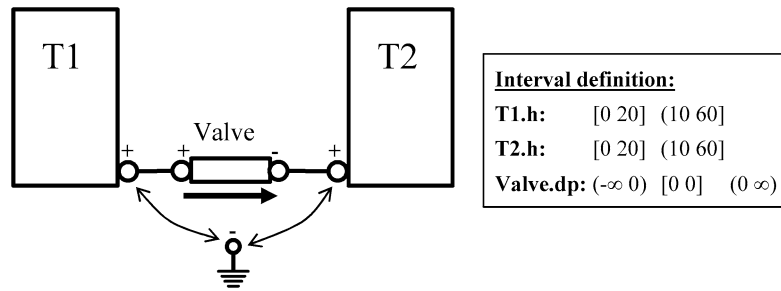 T1
T2
Valve
+
+
-
+
-
Interval definition:
T1.h: [0 20] (10 60]
T2.h: [0 20] (10 60]
Valve.dp: (-∞ 0) [0 0] (0 ∞)